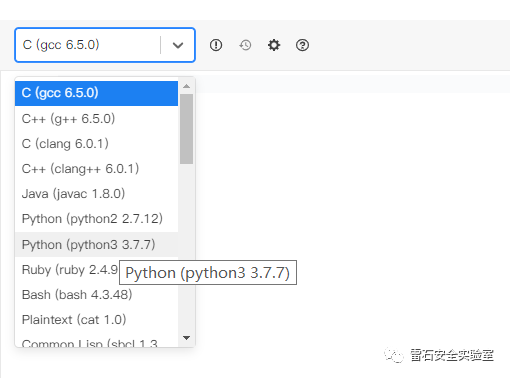 C (gcc 6.5.0)
C (gcc 6.5.0)
C++ (g++ 6.5.0)
C (clang 6.0.1)
C++ (clang++ 6.0.1)
Java (javac 1.8.0)
Python (python2 2.7.12)
Python (python3 3.7.7)
Ruby (ruby 2.4.9
Python (python3 3.7.7)
Bash (bash 4.3.48)
Plaintext (cat 1.0)
Common Lisp (sbcl 1.3
雷石安全实验室